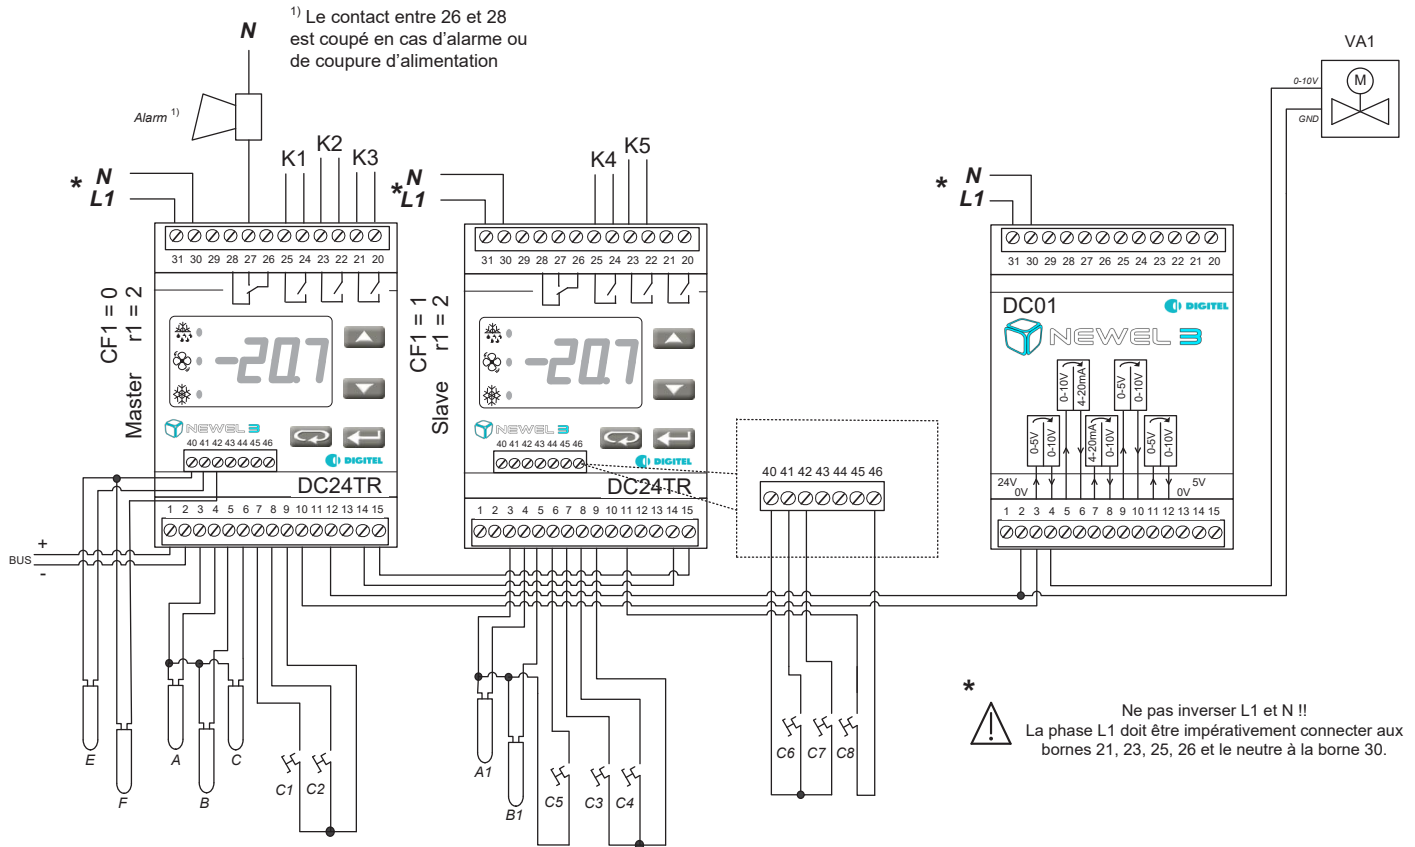 1) Le contact entre 26 et 28
est coupé en cas d'alarme ou
de coupure d'alimentation
N
Alarm 1)
* N
L1
K1
K2
K3
31 30 29 28 27 26 25 24 23 22 21 20
CF1 = 0
Master r1 = 2
-20.7
NEWEL 3
40 41 42 43 44 45 46
DIGITEL
DC24TR
1 2 3 4 5 6 7 8 9 10 11 12 13 14 15
+
BUS
-
E
F
A
B
C
C1
C2
* N
L1
K4
K5
31 30 29 28 27 26 25 24 23 22 21 20
CF1 = 1
Slave r1 = 2
-20.7
NEWEL 3
40 41 42 43 44 45 46
DIGITEL
DC24TR
1 2 3 4 5 6 7 8 9 10 11 12 13 14 15
A1
B1
C5
C3
C4
40 41 42 43 44 45 46
C6
C7
C8
* N
L1
31 30 29 28 27 26 25 24 23 22 21 20
DC01
DIGITEL
NEWEL 3
0-10V
4-20mA
0-5V
0-10V
0-5V
0-10V
4-20mA
0-10V
0-5V
0-10V
24V
0V
5V
0V
1 2 3 4 5 6 7 8 9 10 11 12 13 14 15
VA1
0-10V
M
GND
*
Ne pas inverser L1 et N !!
La phase L1 doit être impérativement connecter aux
bornes 21, 23, 25, 26 et le neutre à la borne 30.